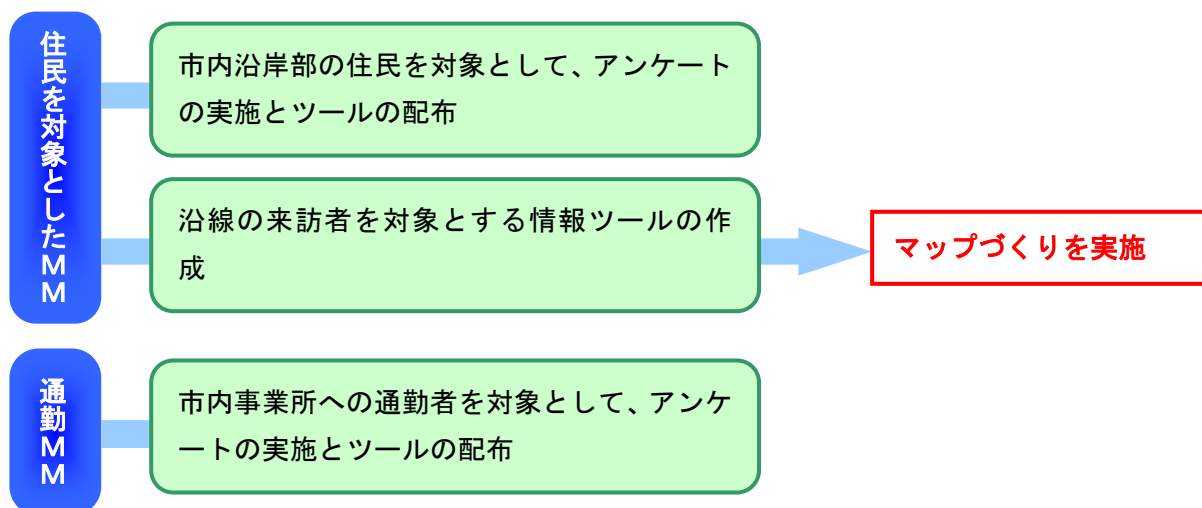 住民を対象としたMM
市内沿岸部の住民を対象として、アンケート
の実施とツールの配布
沿線の来訪者を対象とする情報ツールの作
成
マップづくりを実施
通勤MM
市内事業所への通勤者を対象として、アンケ
ートの実施とツールの配布